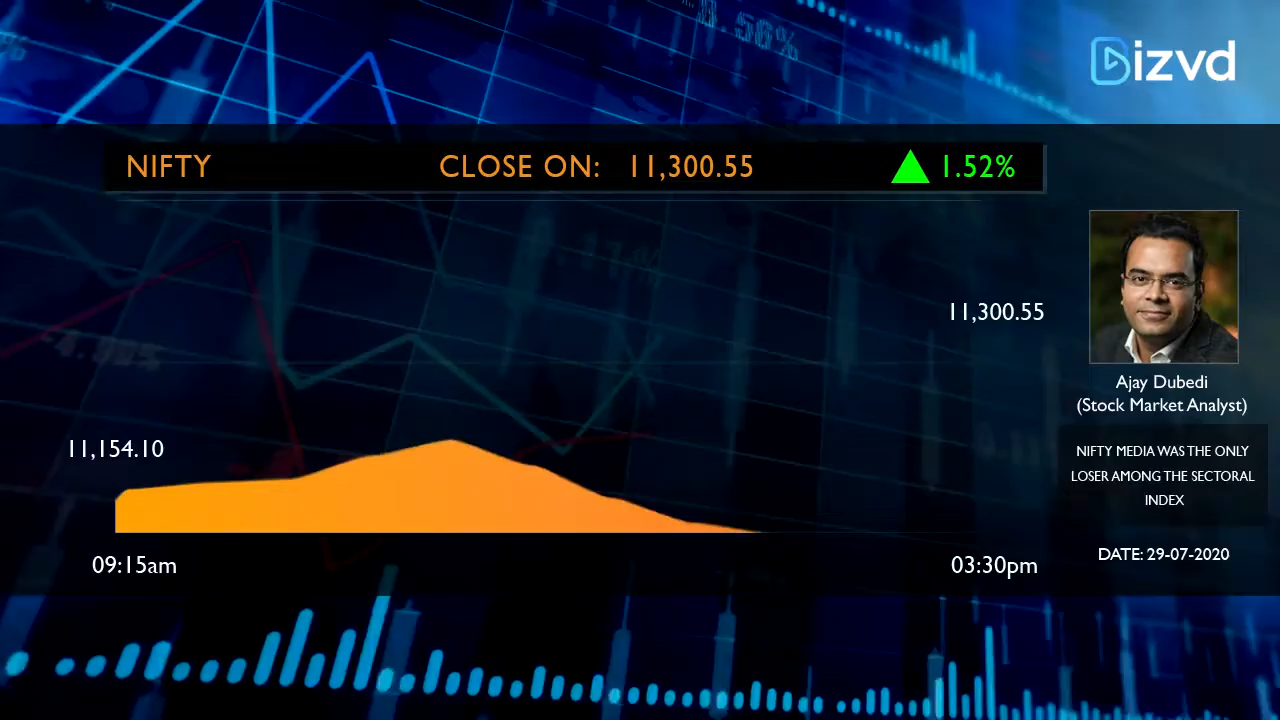 Bizvd
NIFTY CLOSE ON: 11,300.55 ▲ 1.52%
11,300.55
11,154.10
09:15am
03:30pm
Ajay Dubedi
(Stock Market Analyst)
NIFTY MEDIA WAS THE ONLY
LOSER AMONG THE SECTORAL
INDEX
DATE: 29-07-2020